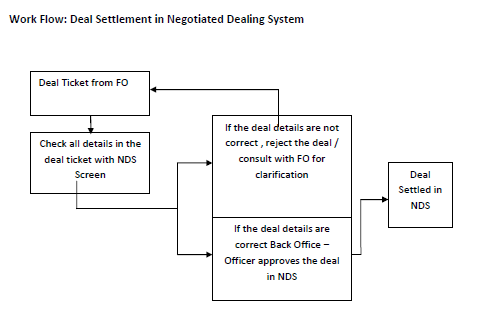 Work Flow: Deal Settlement in Negotiated Dealing System
Deal Ticket from FO
Check all details in the
deal ticket with NDS
Screen
If the deal details are not
correct , reject the deal /
consult with FO for
clarification
If the deal details are
correct Back Office –
Officer approves the deal
in NDS
Deal
Settled in
NDS